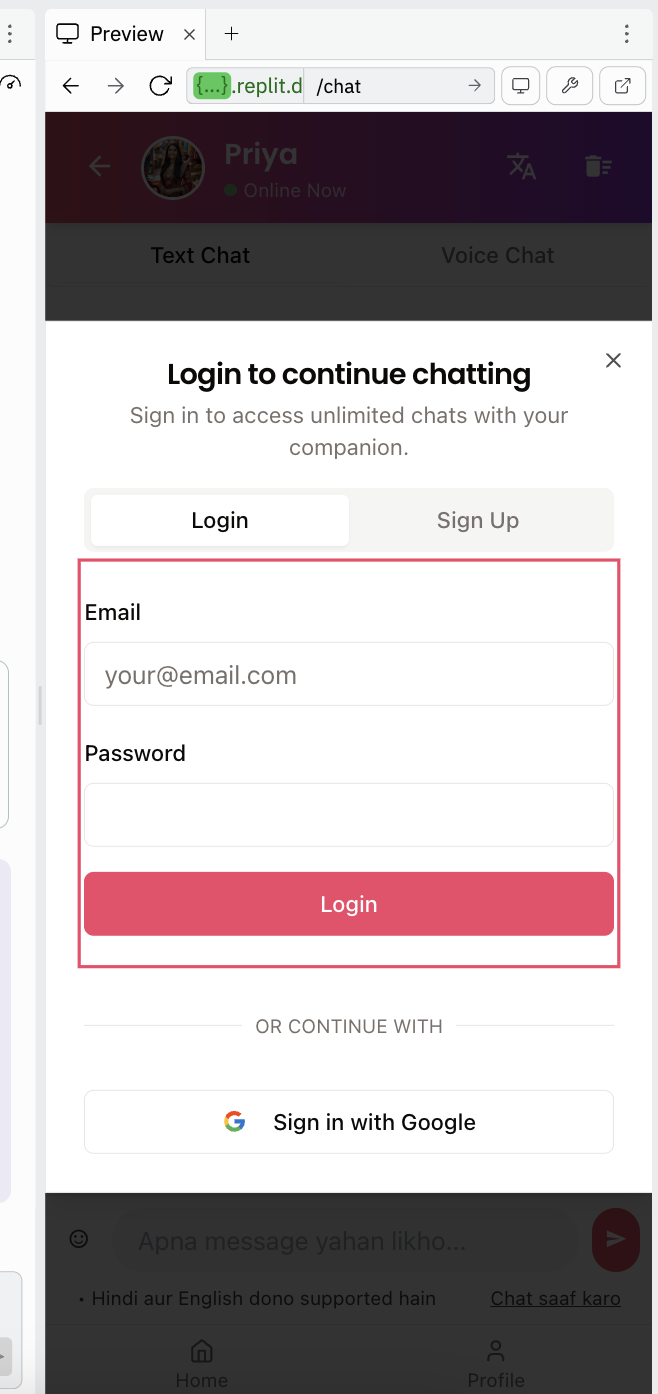 Preview
{...}.replit.d /chat
Priya
Online Now
Text Chat
Voice Chat
Login to continue chatting
Sign in to access unlimited chats with your
companion.
Login
Sign Up
Email
your@email.com
Password
Login
OR CONTINUE WITH
Sign in with Google
Apna message yahan likho...
• Hindi aur English dono supported hain
Chat saaf karo
Home
Profile